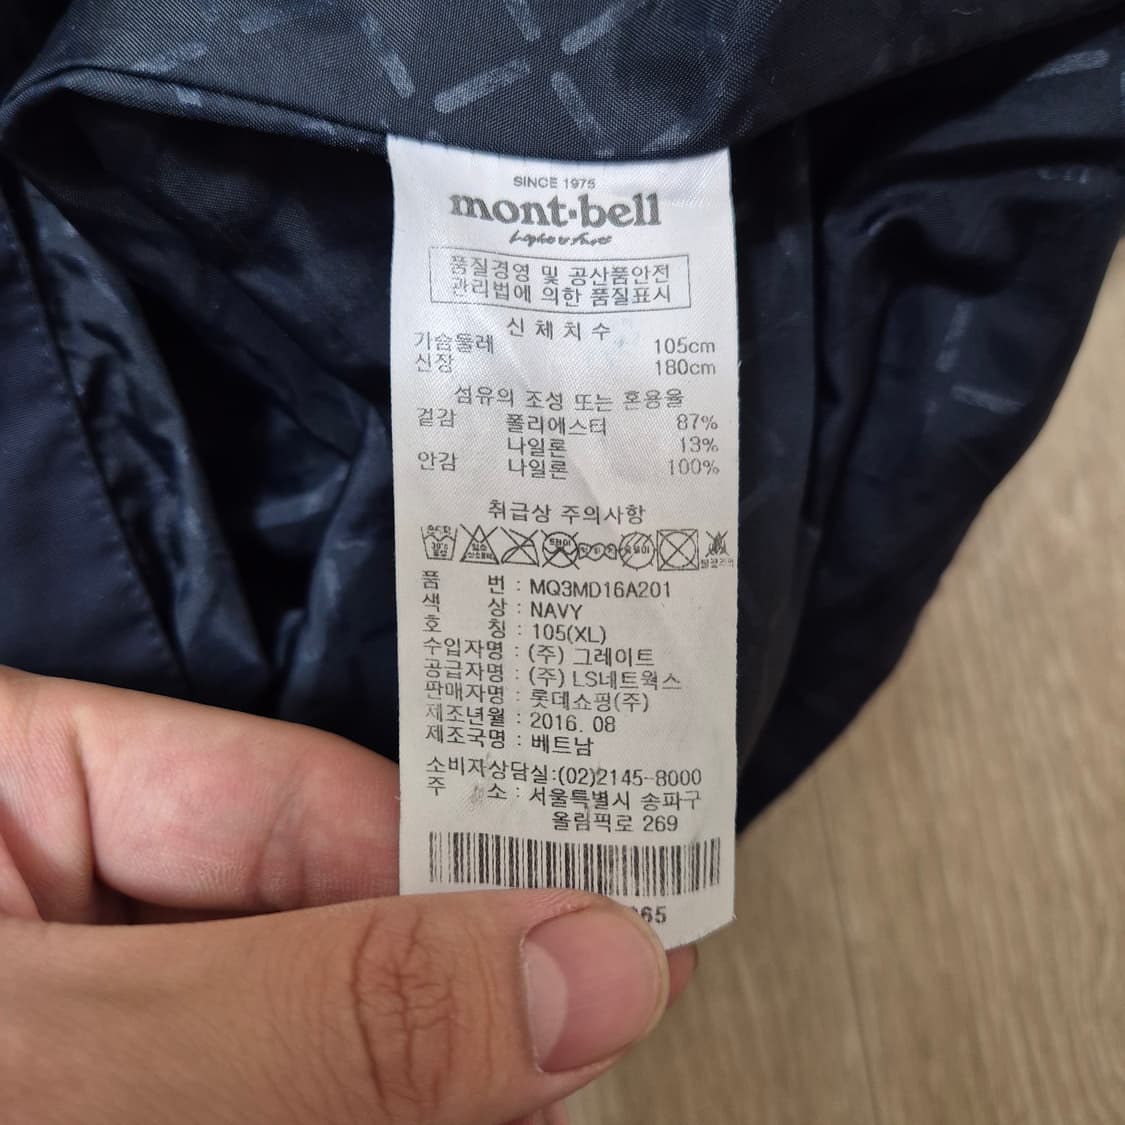 SINCE 1975
mont·bell
Light & Fast
품질경영 및 공산품안전
관리법에 의한 품질표시
신 체 치 수
가슴둘레 105cm
신장 180cm
섬유의 조성 또는 혼용율
겉감 폴리에스터 87%
나일론 13%
안감 나일론 100%
취급상 주의사항
품 번 : MQ3MD16A201
색 상 : NAVY
호 칭 : 105(XL)
수입자명 : (주) 그레이트
공급자명 : (주) LS네트웍스
판매자명 : 롯데쇼핑(주)
제조년월 : 2016. 08
제조국명 : 베트남
소비자상담실:(02)2145-8000
주 소 : 서울특별시 송파구
올림픽로 269